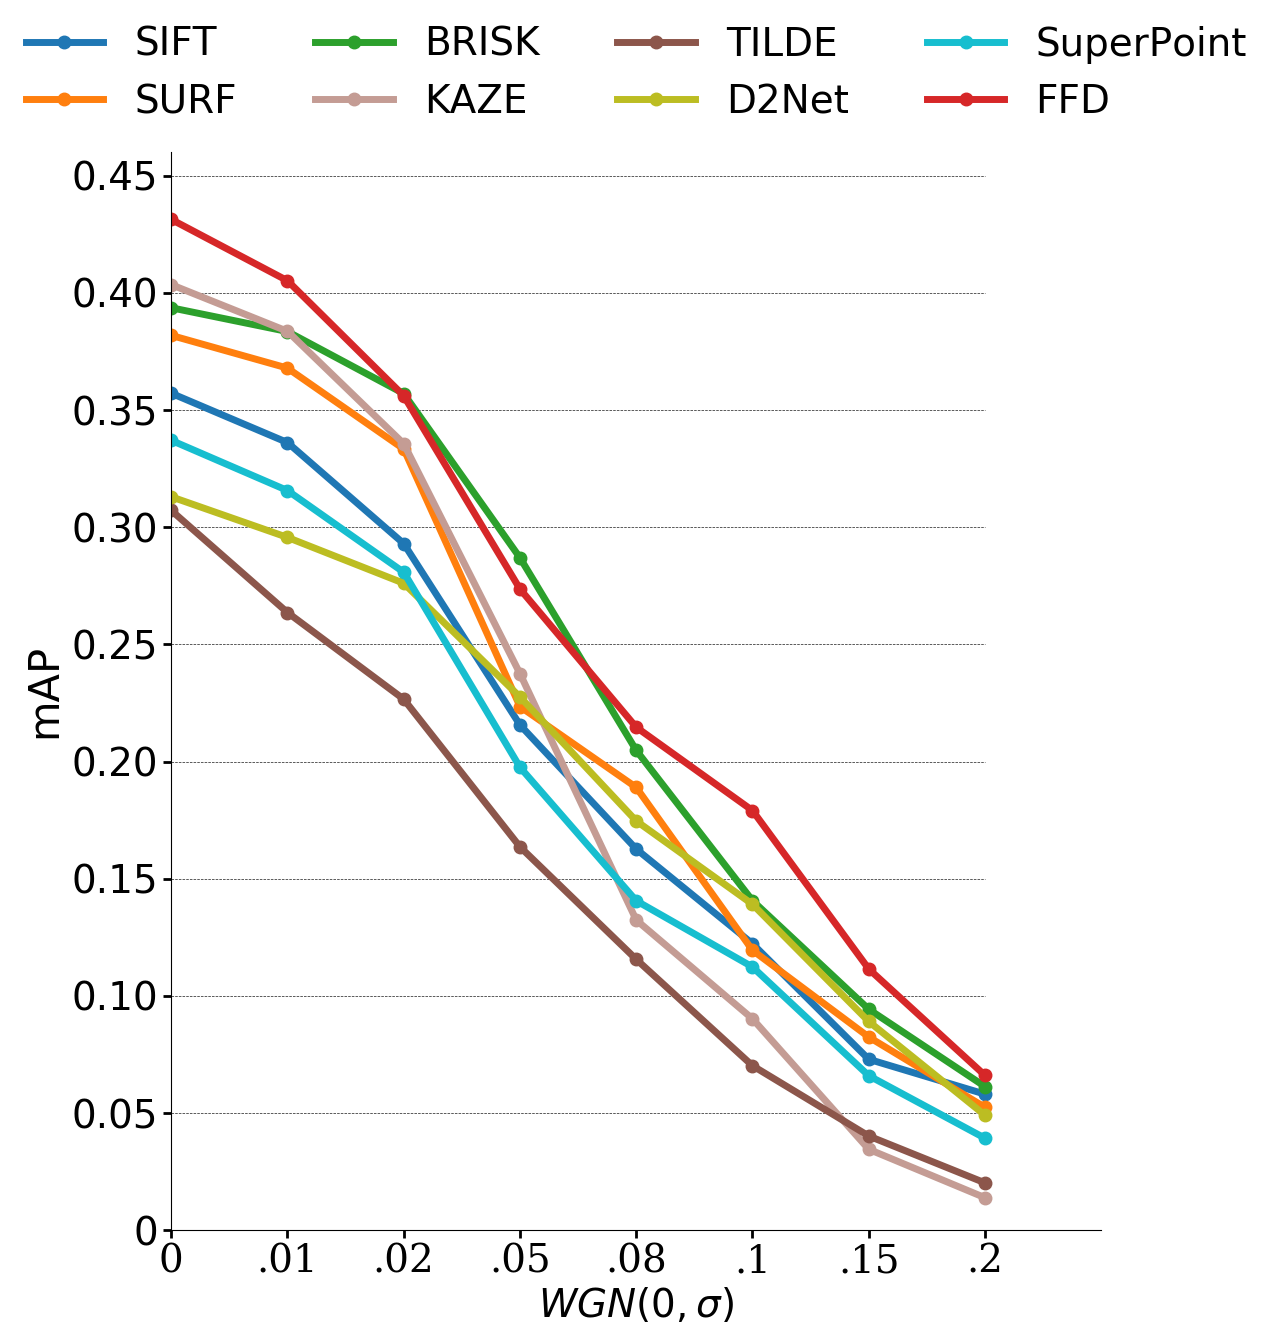 SIFT BRISK TILDE SuperPoint
SURF KAZE D2Net FFD
0.45
0.40
0.35
0.30
0.25
0.20
0.15
0.10
0.05
0
mAP
0 .01 .02 .05 .08 .1 .15 .2
WGN(0, σ)